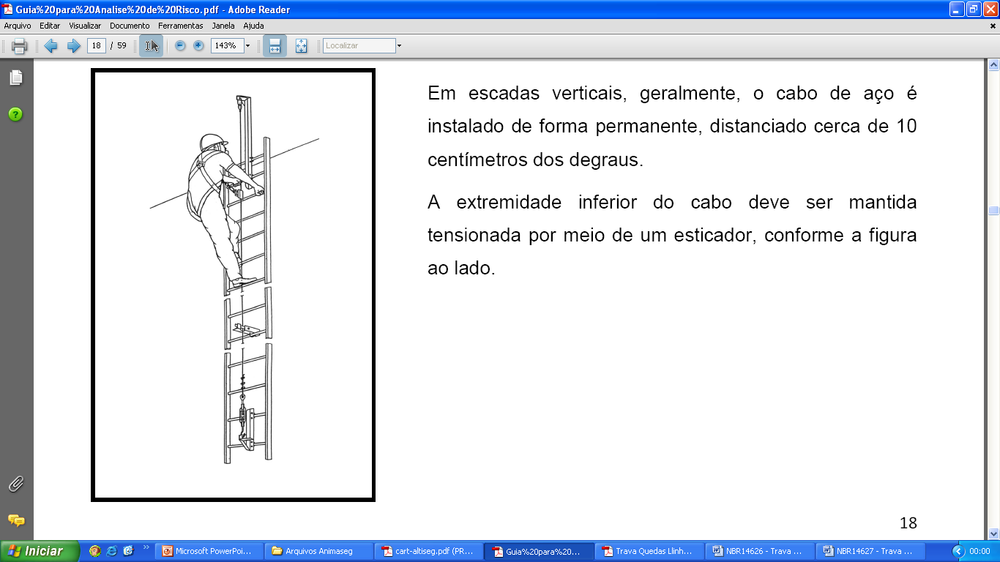 Guia%20para%20Analise%20de%20Risco.pdf - Adobe Reader
Arquivo Editar Visualizar Documento Ferramentas Janela Ajuda
18 / 59 143% Localizar
Em escadas verticais, geralmente, o cabo de aço é
instalado de forma permanente, distanciado cerca de 10
centímetros dos degraus.
A extremidade inferior do cabo deve ser mantida
tensionada por meio de um esticador, conforme a figura
ao lado.
18
Iniciar Microsoft PowerPoi... Arquivos Animaseg cart-altiseg.pdf (PR... Guia%20para%20... Trava Quedas Llinh... NBR14626 - Trava ... NBR14627 - Trava ... 00:00